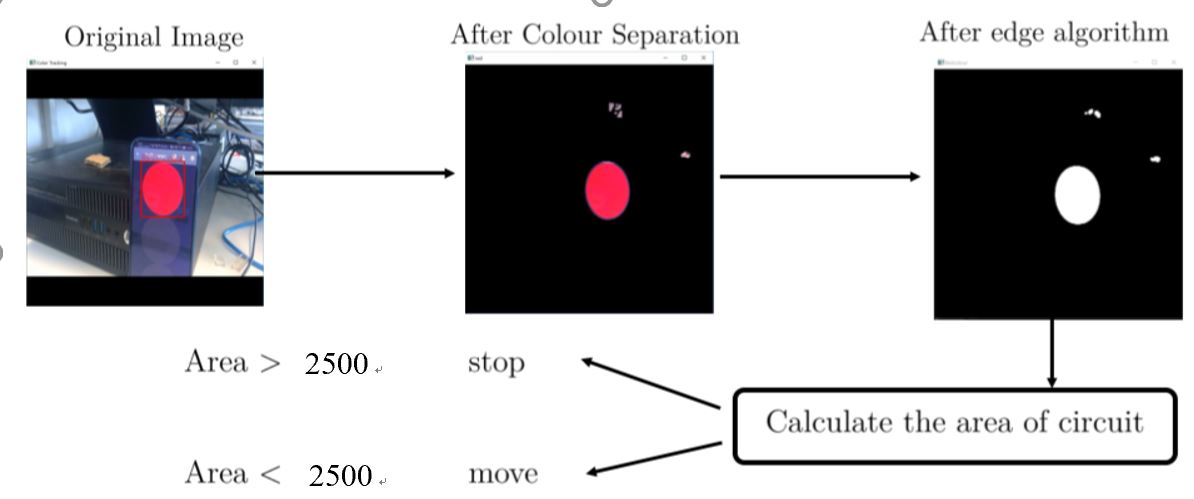 Original Image
After Colour Separation
After edge algorithm
Color Tracking
red
Area > 2500 stop
Calculate the area of circuit
Area < 2500 move